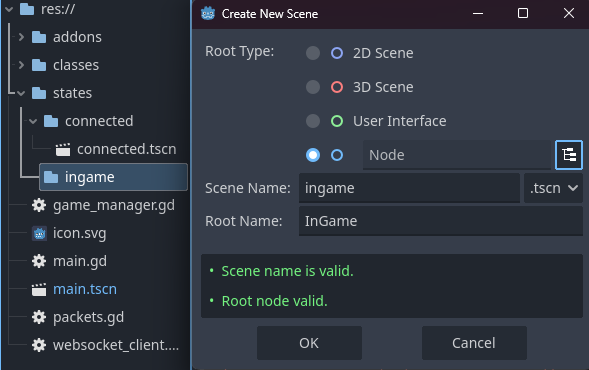 res://
addons
classes
states
connected
connected.tscn
ingame
game_manager.gd
icon.svg
main.gd
main.tscn
packets.gd
websocket_client....
Create New Scene
Root Type:
2D Scene
3D Scene
User Interface
Node
Scene Name: ingame .tscn
Root Name: InGame
• Scene name is valid.
• Root node valid.
OK Cancel